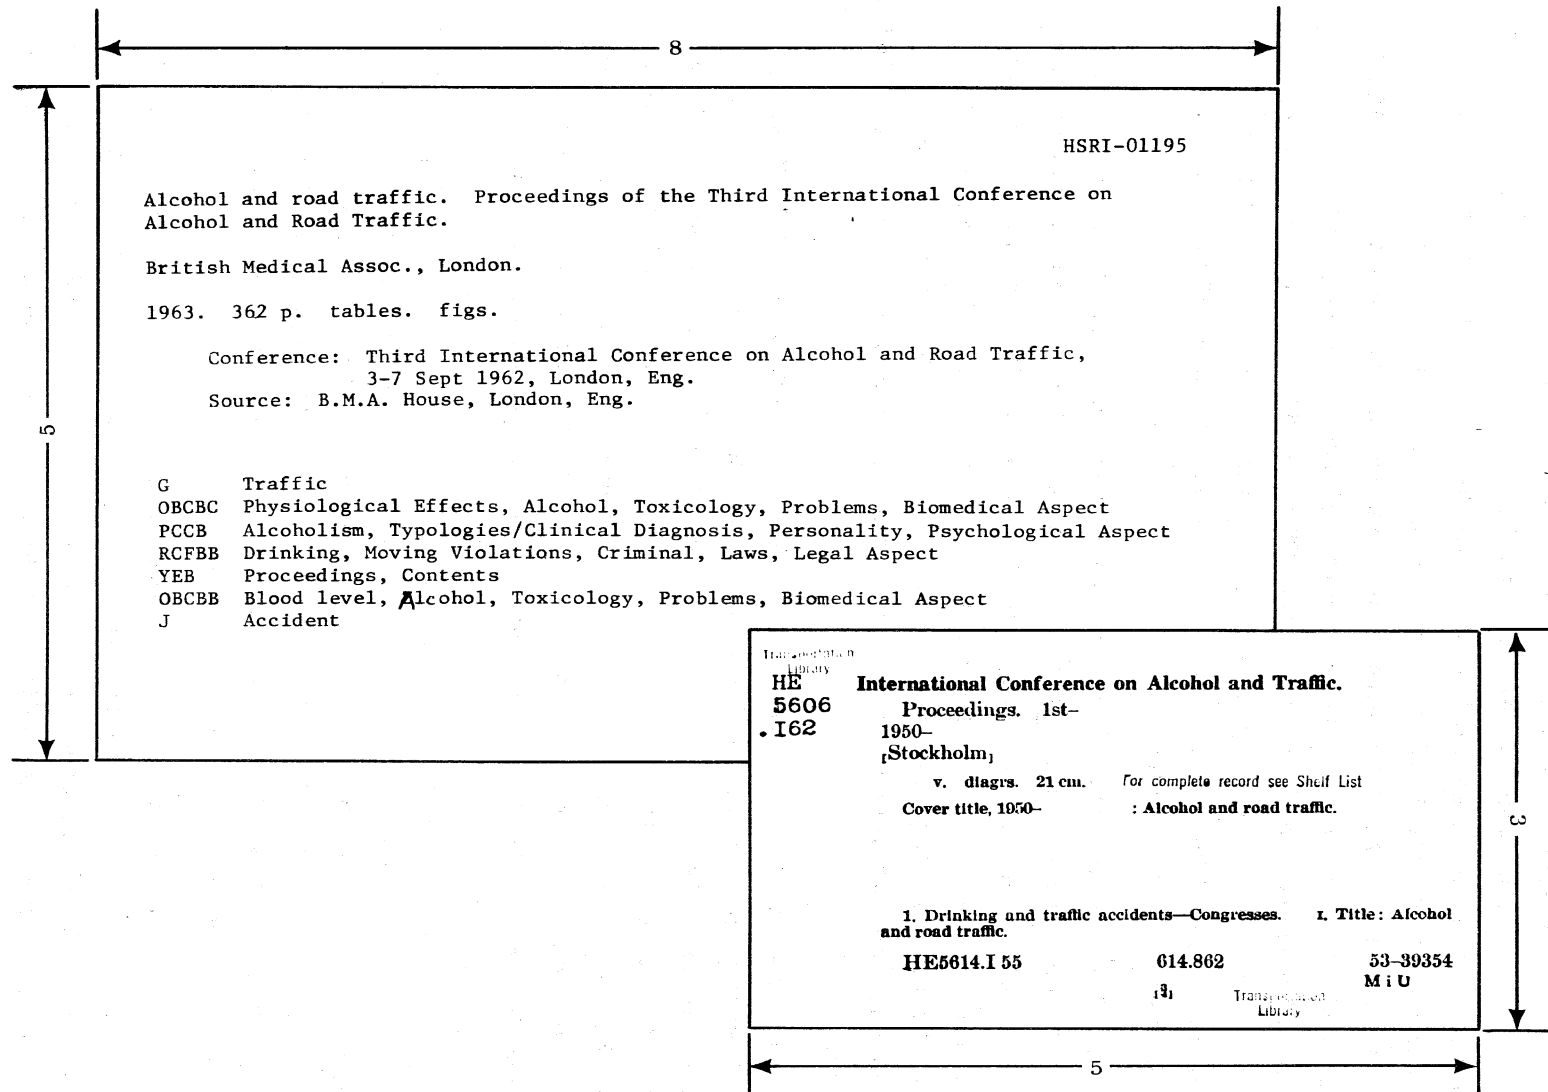 8
5
HSRI-01195
Alcohol and road traffic. Proceedings of the Third International Conference on
Alcohol and Road Traffic.
British Medical Assoc., London.
1963. 362 p. tables. figs.
Conference: Third International Conference on Alcohol and Road Traffic,
3-7 Sept 1962, London, Eng.
Source: B.M.A. House, London, Eng.
G Traffic
OBCBC Physiological Effects, Alcohol, Toxicology, Problems, Biomedical Aspect
PCCB Alcoholism, Typologies/Clinical Diagnosis, Personality, Psychological Aspect
RCFBB Drinking, Moving Violations, Criminal, Laws, Legal Aspect
YEB Proceedings, Contents
OBCBB Blood level, Alcohol, Toxicology, Problems, Biomedical Aspect
J Accident
Transportation
Library
HE International Conference on Alcohol and Traffic.
5606 Proceedings. 1st–
.I62 1950–
[Stockholm]
v. diagrs. 21 cm. For complete record see Shelf List
Cover title, 1950– : Alcohol and road traffic.
1. Drinking and traffic accidents—Congresses. I. Title: Alcohol
and road traffic.
HE5614.I 55 614.862 53–39354
MiU
Transportation
Library
3
5